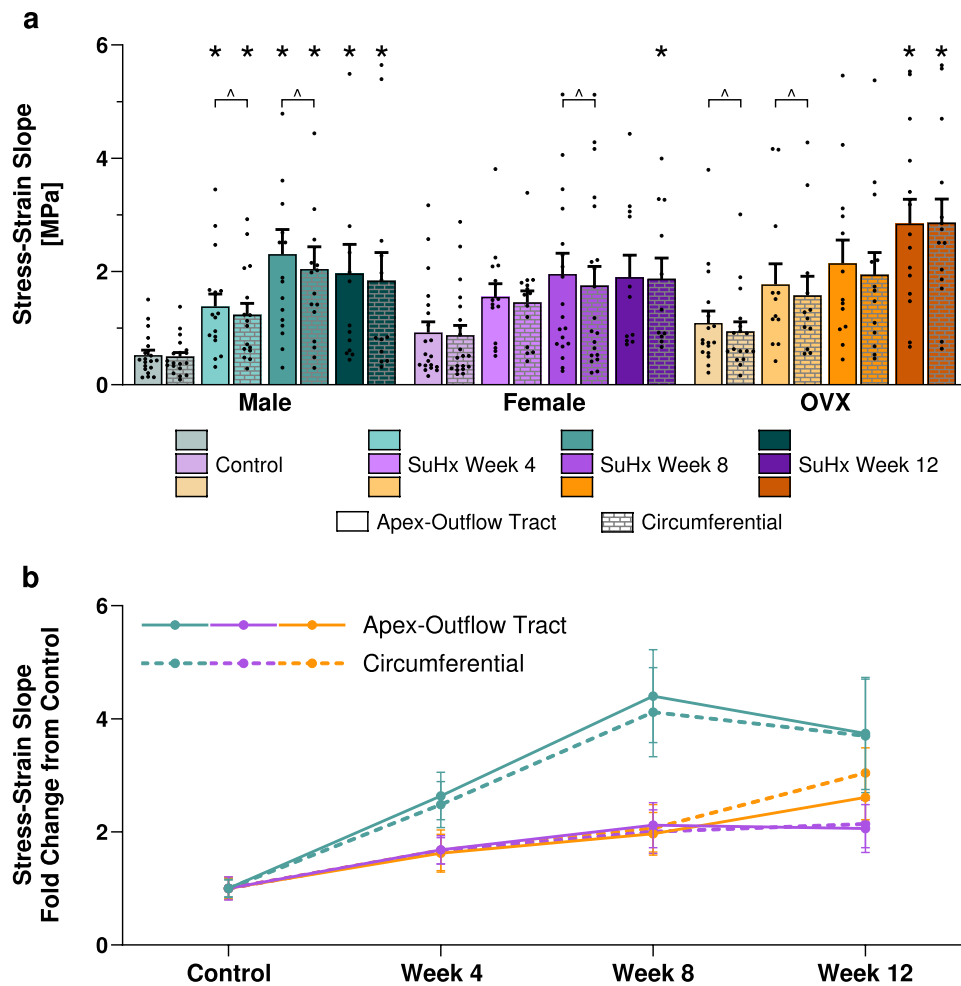 a
Stress-Strain Slope
[MPa]
6
4
2
0
* * * * * * * * *
^ ^ ^ ^ ^
Male Female OVX
Control SuHx Week 4 SuHx Week 8 SuHx Week 12
Apex-Outflow Tract Circumferential
b
Stress-Strain Slope
Fold Change from Control
6
4
2
0
Apex-Outflow Tract
Circumferential
Control Week 4 Week 8 Week 12